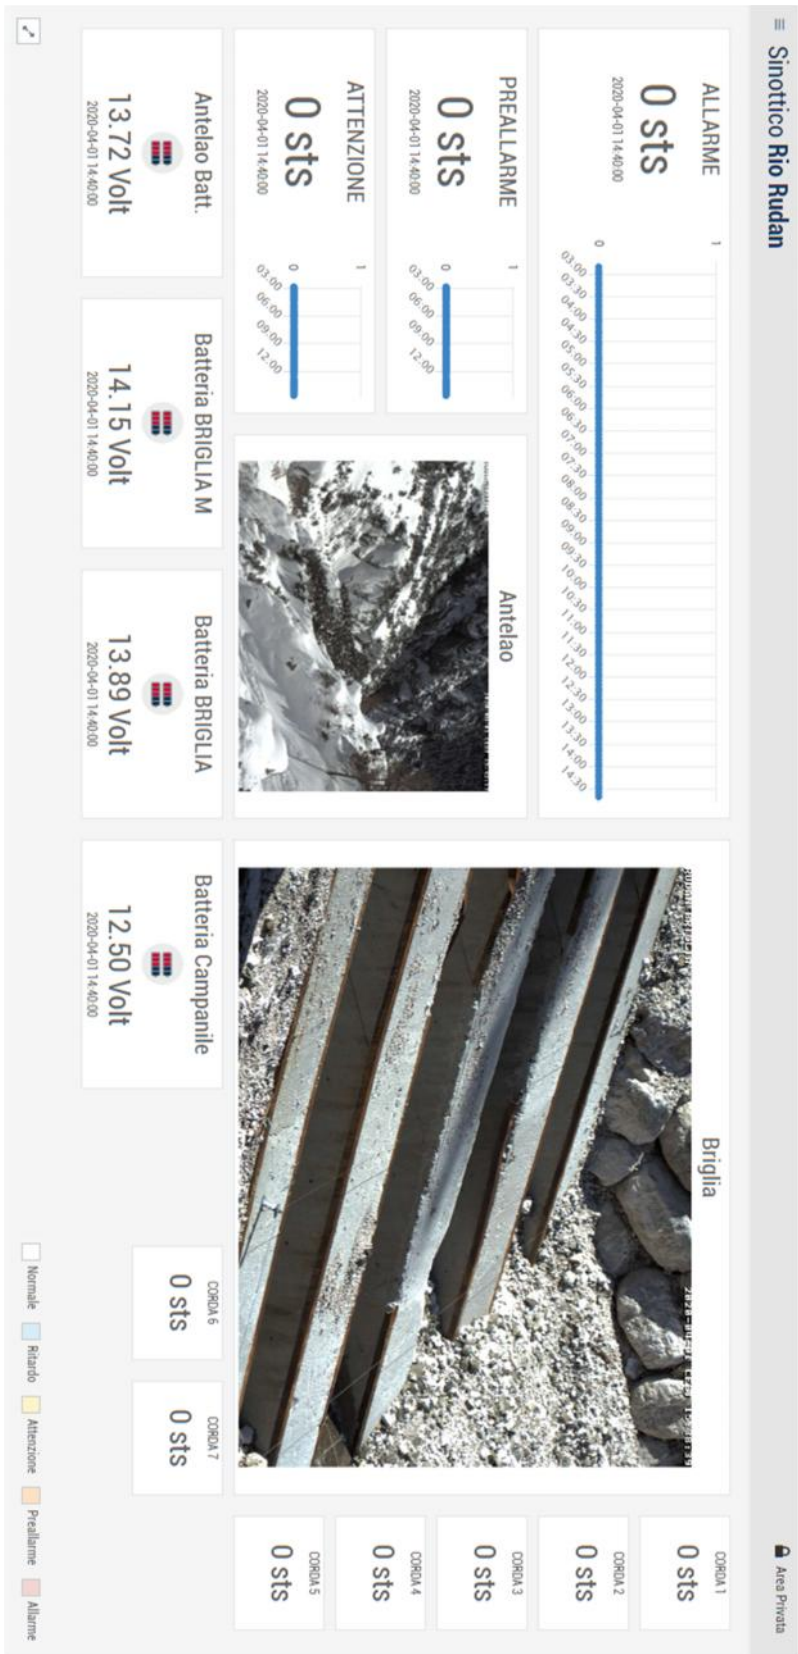 Sinottico Rio Rudan
Area Privata
ALLARME
0 sts
2020-04-01 14:40:00
1
0
03:00
03:30
04:00
04:30
05:00
05:30
06:00
06:30
07:00
07:30
08:00
08:30
09:00
09:30
10:00
10:30
11:00
11:30
12:00
12:30
13:00
13:30
14:00
14:30
PREALLARME
0 sts
2020-04-01 14:40:00
1
0
03:00
06:00
09:00
12:00
ATTENZIONE
0 sts
2020-04-01 14:40:00
1
0
03:00
06:00
09:00
12:00
Antelao
Briglia
CORDA 1
0 sts
CORDA 2
0 sts
CORDA 3
0 sts
CORDA 4
0 sts
CORDA 5
0 sts
Antelao Batt.
13.72 Volt
2020-04-01 14:40:00
Batteria BRIGLIA M
14.15 Volt
2020-04-01 14:40:00
Batteria BRIGLIA
13.89 Volt
2020-04-01 14:40:00
Batteria Campanile
12.50 Volt
2020-04-01 14:40:00
CORDA 6
0 sts
CORDA 7
0 sts
Normale
Ritardo
Attenzione
Preallarme
Allarme